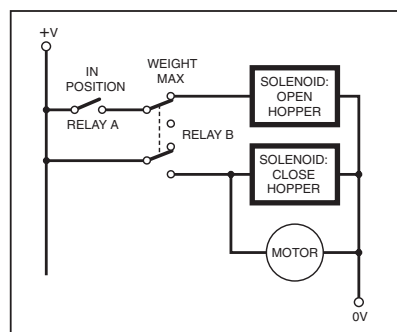 +V
IN
POSITION
RELAY A
WEIGHT
MAX
RELAY B
SOLENOID:
OPEN
HOPPER
SOLENOID:
CLOSE
HOPPER
MOTOR
0V